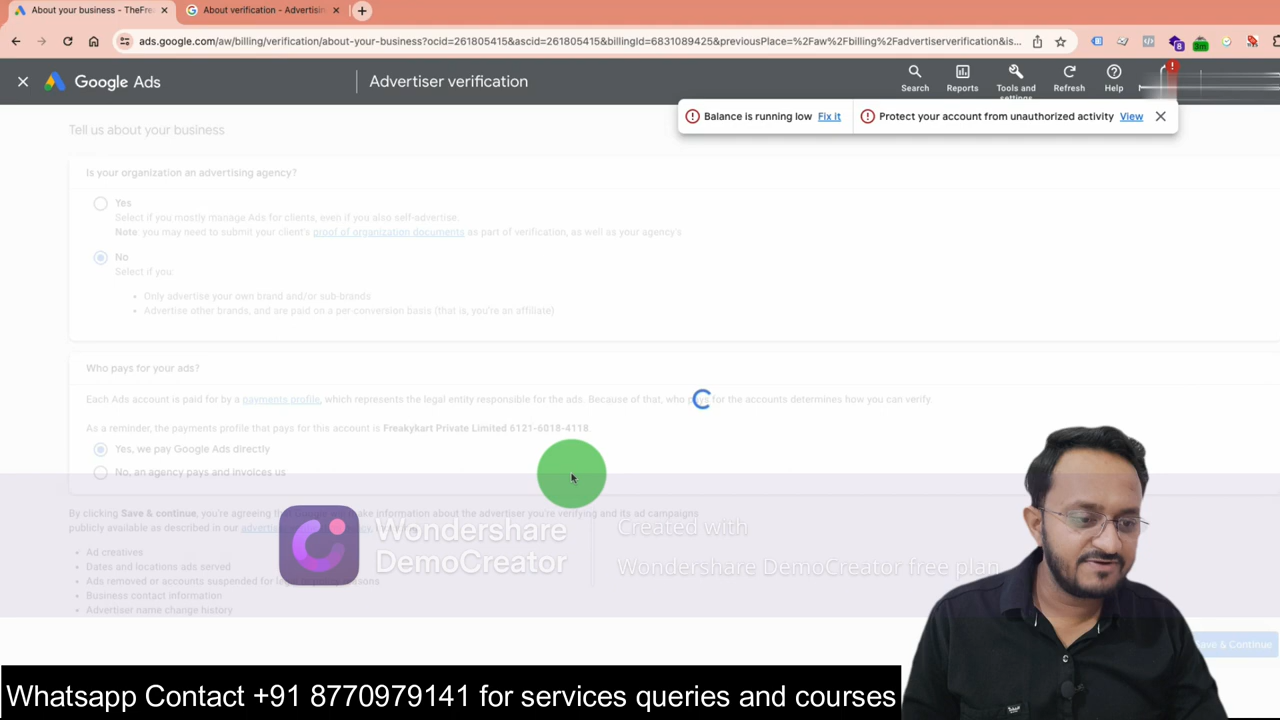 About your business - TheFre
About verification - Advertisin
ads.google.com/aw/billing/verification/about-your-business?ocid=261805415&ascid=261805415&billingId=6831089425&previousPlace=%2Faw%2Fbilling%2Fadvertiserverification&is...
Google Ads
Advertiser verification
Search
Reports
Tools and settings
Refresh
Help
Balance is running low Fix it
Protect your account from unauthorized activity View
Tell us about your business
Is your organization an advertising agency?
Yes
Select if you mostly manage Ads for clients, even if you also self-advertise.
Note: you may need to submit your client's proof of organization documents as part of verification, as well as your agency's
No
Select if you:
• Only advertise your own brand and/or sub-brands
• Advertise other brands, and are paid on a per conversion basis (that is, you're an affiliate)
Who pays for your ads?
Each Ads account is paid for by a payments profile, which represents the legal entity responsible for the ads. Because of that, who pays for the accounts determines how you can verify.
As a reminder, the payments profile that pays for this account is Freakykart Private Limited 6121-6018-4118.
Yes, we pay Google Ads directly
No, an agency pays and invoices us
By clicking Save & continue, you're agreeing that Google will make information about the advertiser you're verifying and its ad campaigns
publicly available as described in our
• Ad creatives
• Dates and locations ads served
• Ads removed or accounts suspended for legal or policy reasons
• Business contact information
• Advertiser name change history
Save & Continue
Wondershare
DemoCreator
Created with
Wondershare DemoCreator free plan
Whatsapp Contact +91 8770979141 for services queries and courses